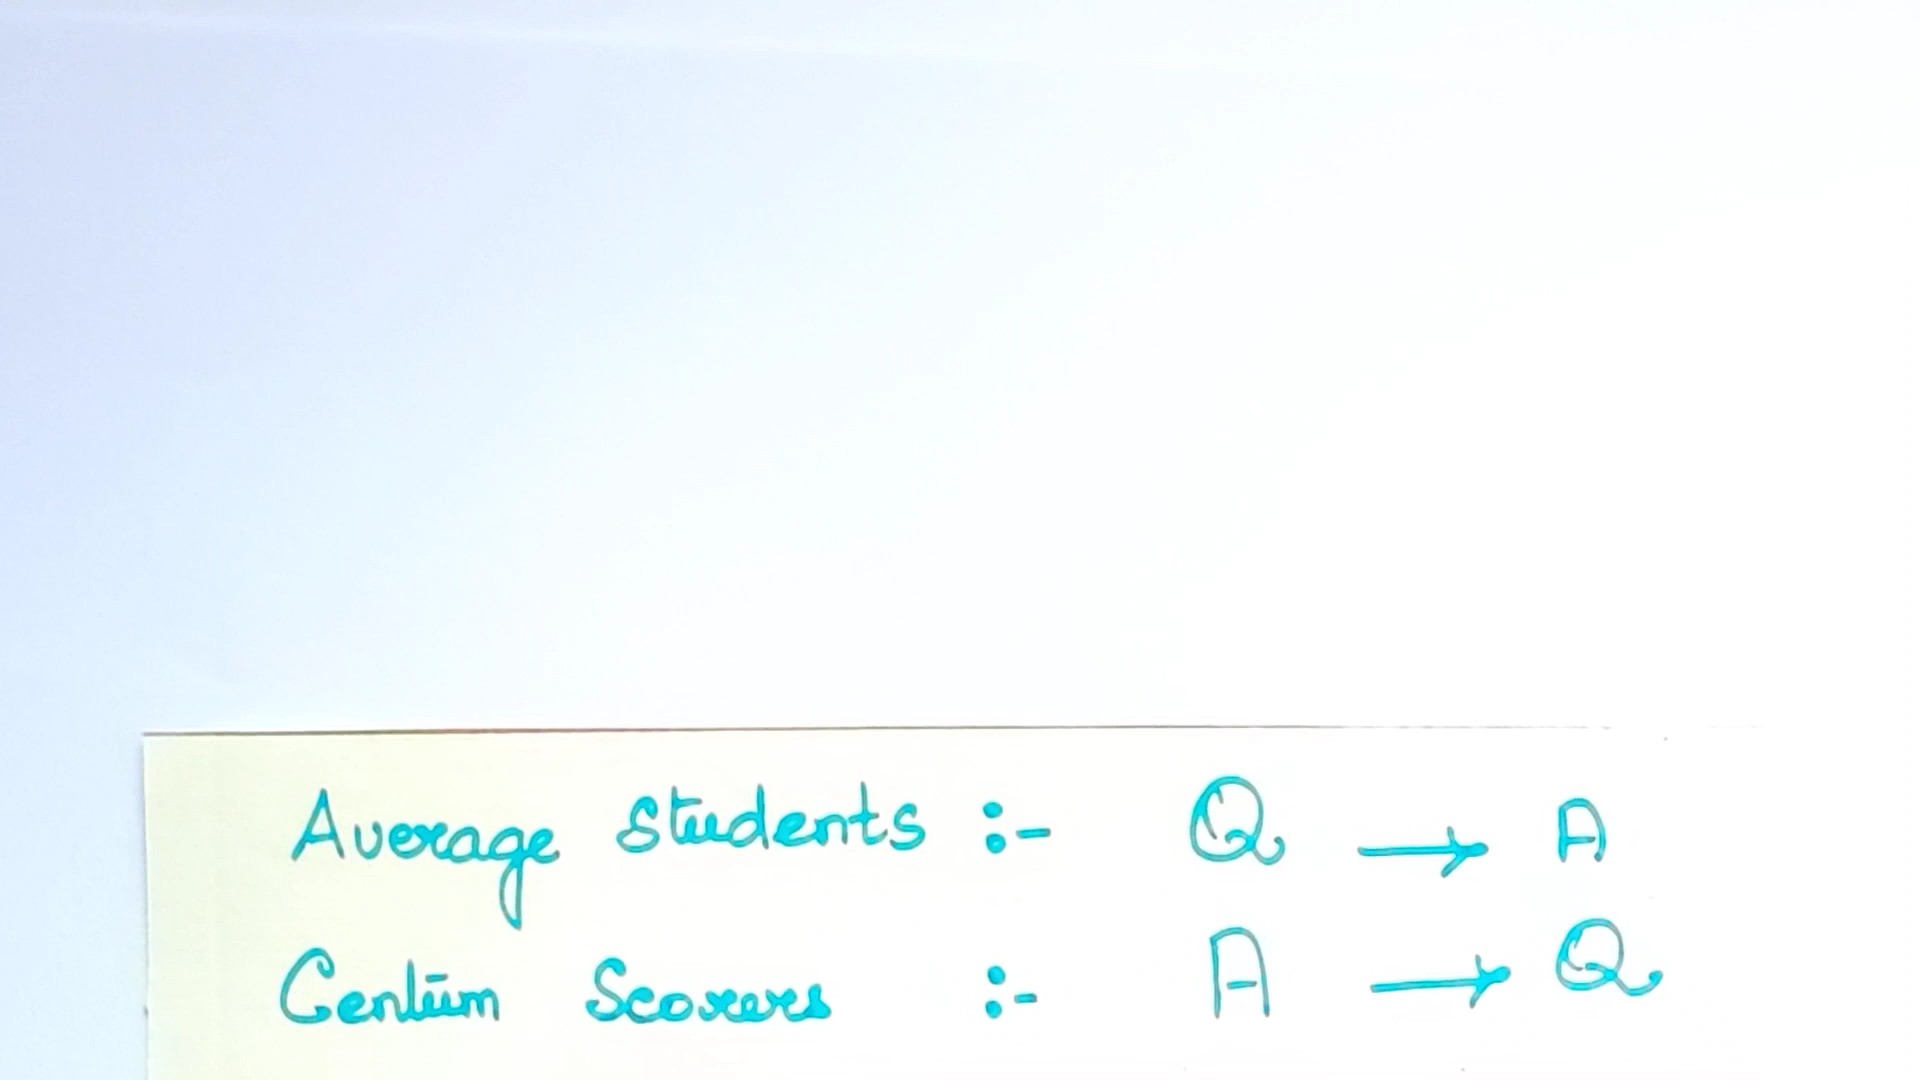 Average students :- Q → A
Centum Scorers :- A → Q